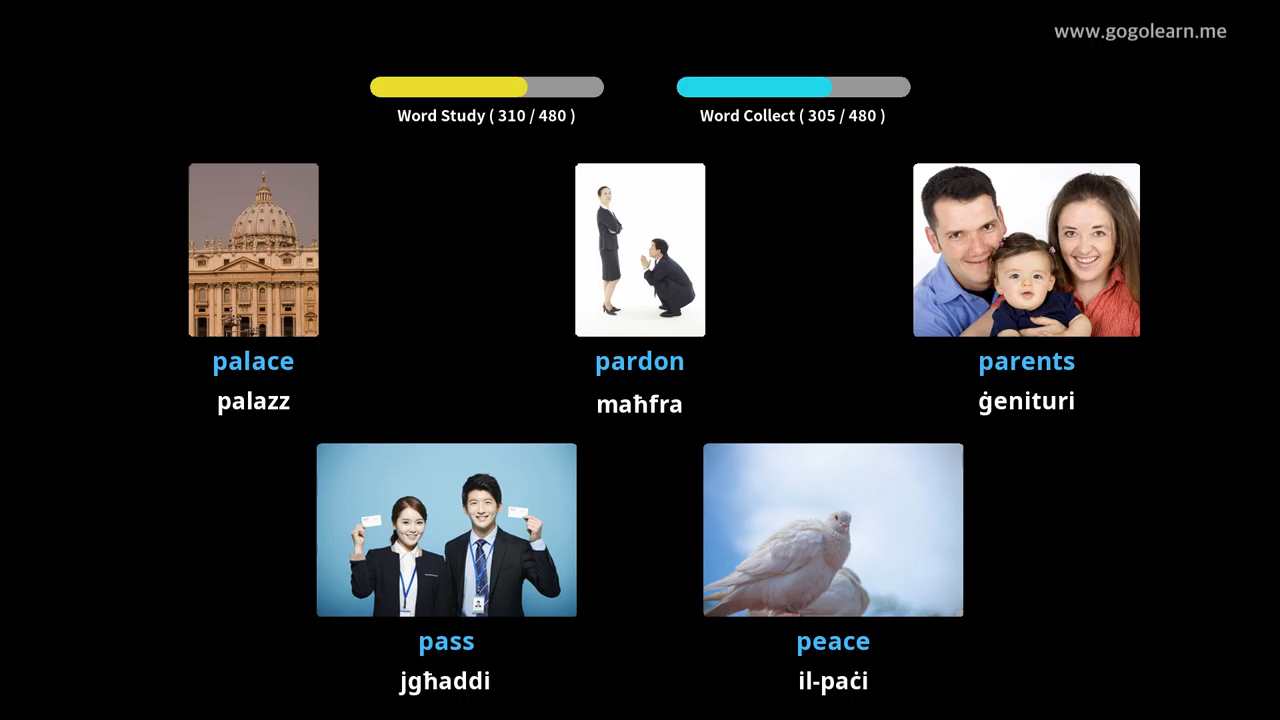 www.gogolearn.me
Word Study ( 310 / 480 )
Word Collect ( 305 / 480 )
palace
palazz
pardon
maħfra
parents
ġenituri
pass
jgħaddi
peace
il-paċi